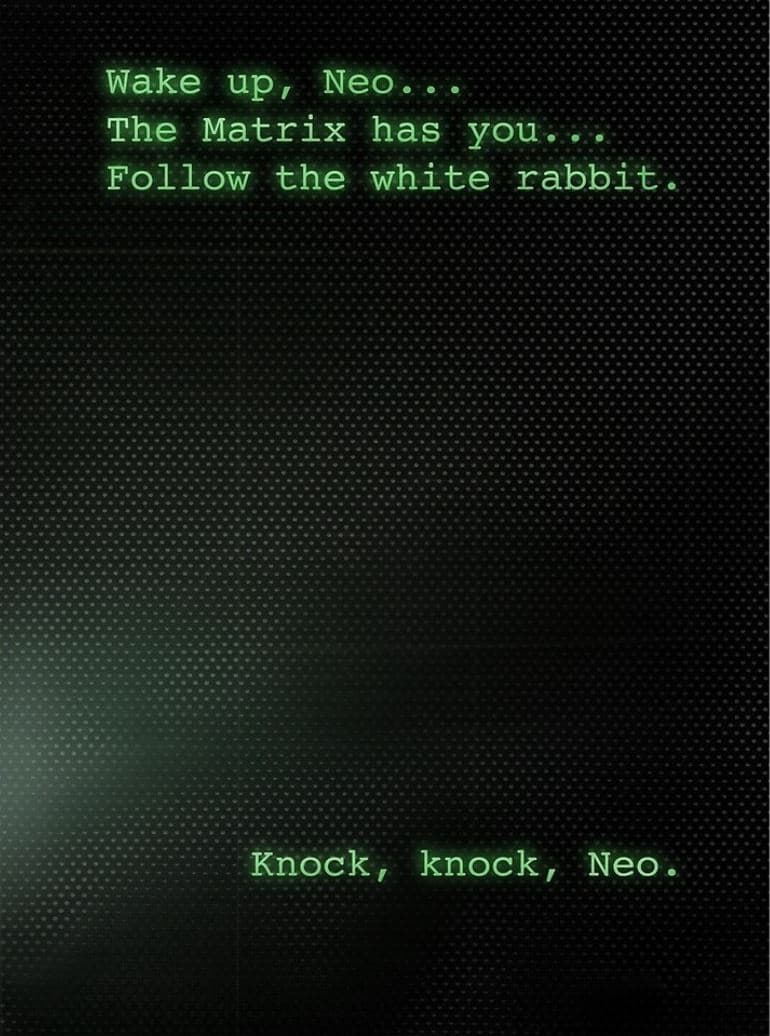 Wake up, Neo...
The Matrix has you...
Follow the white rabbit.
Knock, knock, Neo.